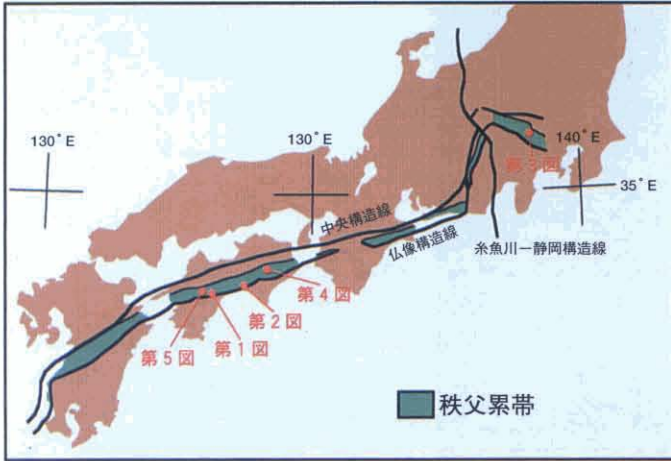 130°E
130°E
140°E
第3図
35°
中央構造線
仏像構造線
糸魚川ー静岡構造線
第4図
第2図
第1図
第5図
秩父累帯